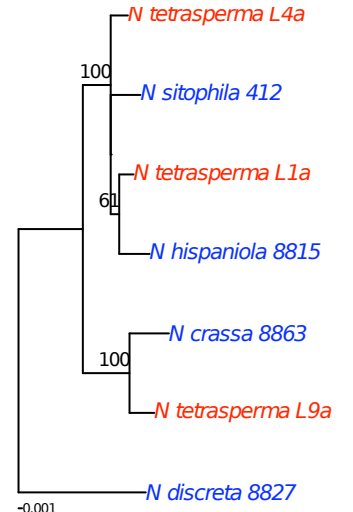 N tetrasperma L4a
100
N sitophila 412
N tetrasperma L1a
61
N hispaniola 8815
N crassa 8863
100
N tetrasperma L9a
N discreta 8827
0.001